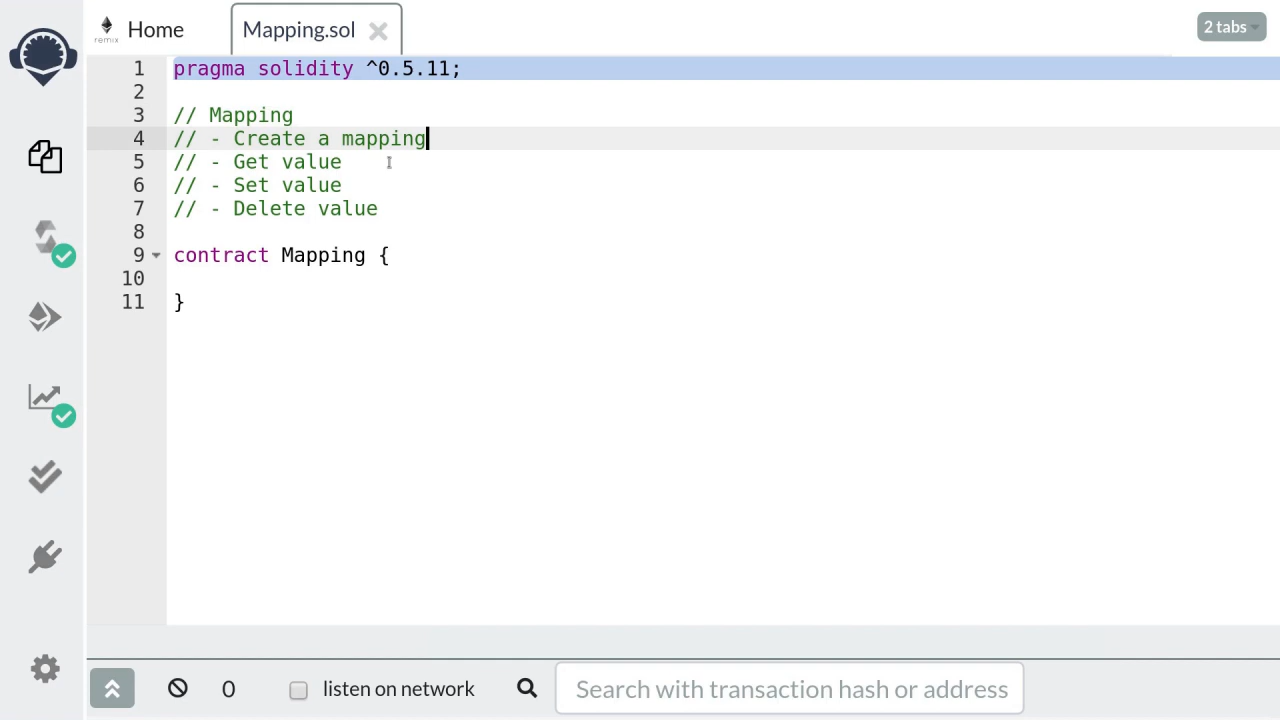 remix
Home
Mapping.sol
2 tabs
1 pragma solidity ^0.5.11;
2
3 // Mapping
4 // - Create a mapping
5 // - Get value
6 // - Set value
7 // - Delete value
8
9 contract Mapping {
10
11 }
0
listen on network
Search with transaction hash or address